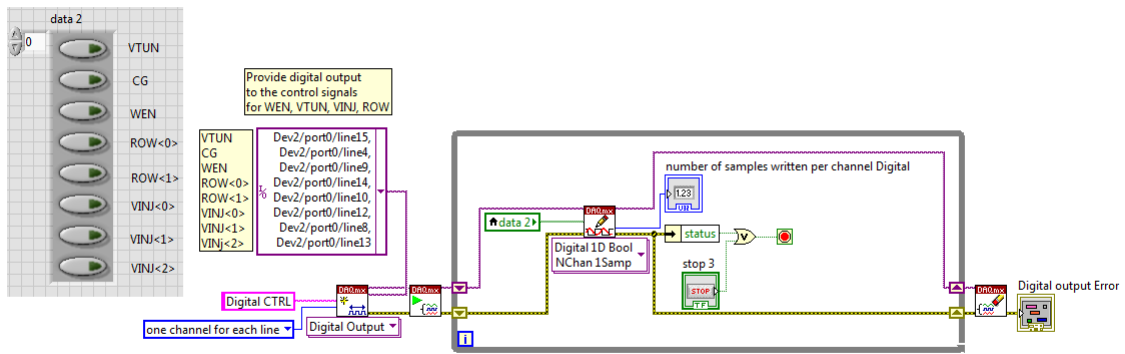 data 2
0
VTUN
CG
WEN
ROW<0>
ROW<1>
VINJ<0>
VINJ<1>
VINJ<2>
Provide digital output
to the control signals
for WEN, VTUN, VINJ, ROW
VTUN
CG
WEN
ROW<0>
ROW<1>
VINJ<0>
VINJ<1>
VINj<2>
I/O
Dev2/port0/line15,
Dev2/port0/line4,
Dev2/port0/line9,
Dev2/port0/line14,
Dev2/port0/line10,
Dev2/port0/line12,
Dev2/port0/line8,
Dev2/port0/line13
Digital CTRL
one channel for each line
DAQmx
Digital Output
DAQmx
data 2
DAQmx
Digital 1D Bool
NChan 1Samp
number of samples written per channel Digital
1.23
U32
status
V
stop 3
STOP
TF
i
DAQmx
Digital output Error